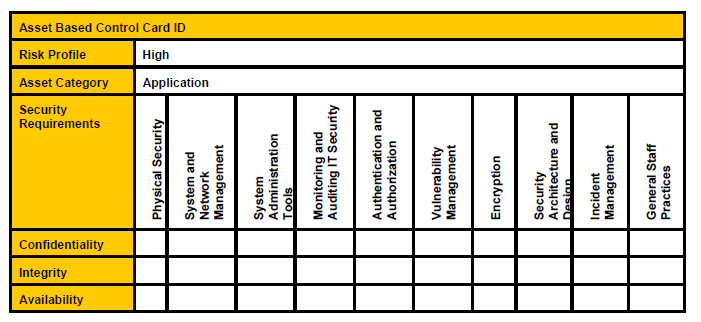 Asset Based Control Card ID
Risk Profile
High
Asset Category
Application
Security
Requirements
Physical Security
System and
Network
Management
System
Administration
Tools
Monitoring and
Auditing IT Security
Authentication and
Authorization
Vulnerability
Management
Encryption
Security
Architecture and
Design
Incident
Management
General Staff
Practices
Confidentiality
Integrity
Availability